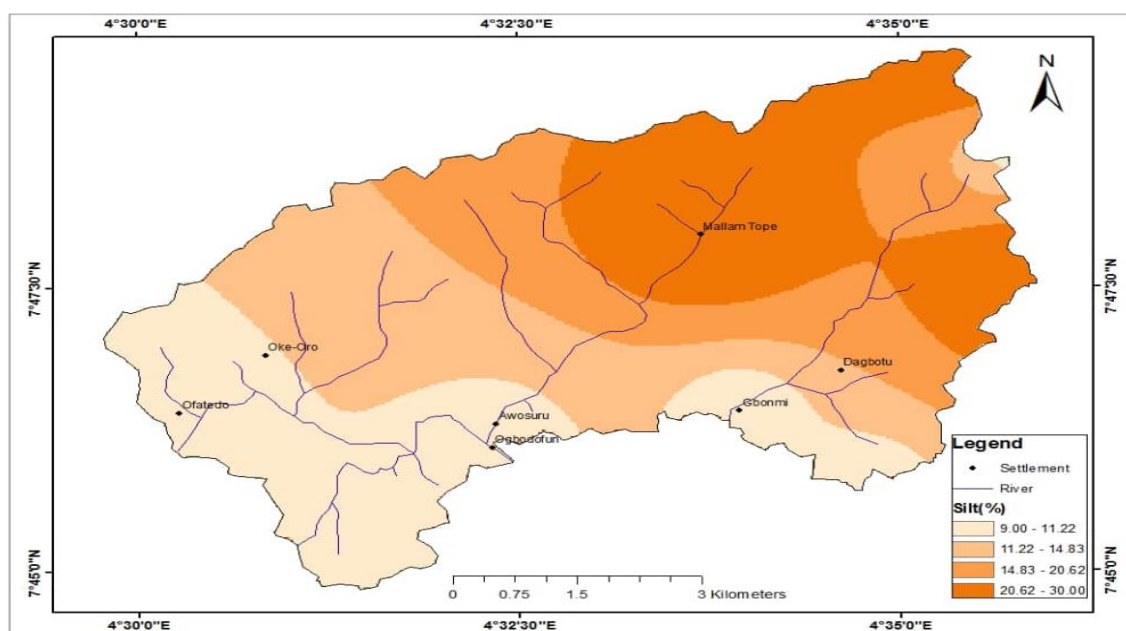 4°30'0"E 4°32'30"E 4°35'0"E
N
Mallam Tope
7°47'30"N 7°47'30"N
Oke-Oro
Dagbotu
Ofatedo
Gbonmi
Awosuru
Ogbodofun
Legend
Settlement
River
Silt(%)
9.00 - 11.22
11.22 - 14.83
14.83 - 20.62
20.62 - 30.00
7°45'0"N 7°45'0"N
0 0.75 1.5 3 Kilometers
4°30'0"E 4°32'30"E 4°35'0"E